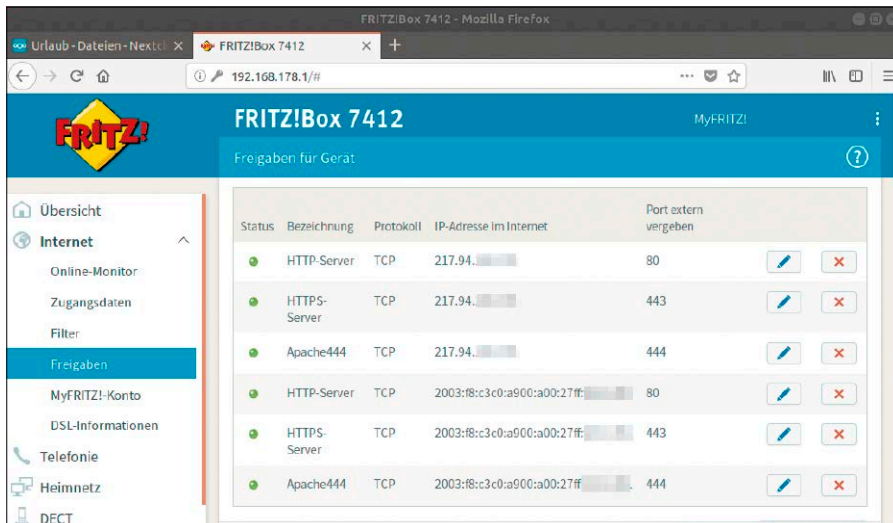 FRITZ!Box 7412 - Mozilla Firefox
Urlaub - Dateien - Nextcl
FRITZ!Box 7412
192.168.178.1/#
FRITZ!
FRITZ!Box 7412
MyFRITZ!
Freigaben für Gerät
Übersicht
Internet
Online-Monitor
Zugangsdaten
Filter
Freigaben
MyFRITZ!-Konto
DSL-Informationen
Telefonie
Heimnetz
DECT
Status Bezeichnung Protokoll IP-Adresse im Internet Port extern
vergeben
HTTP-Server TCP 217.94. 80
HTTPS- TCP 217.94. 443
Server
Apache444 TCP 217.94. 444
HTTP-Server TCP 2003:f8:c3c0:a900:a00:27ff: 80
HTTPS- TCP 2003:f8:c3c0:a900:a00:27ff: 443
Server
Apache444 TCP 2003:f8:c3c0:a900:a00:27ff 444